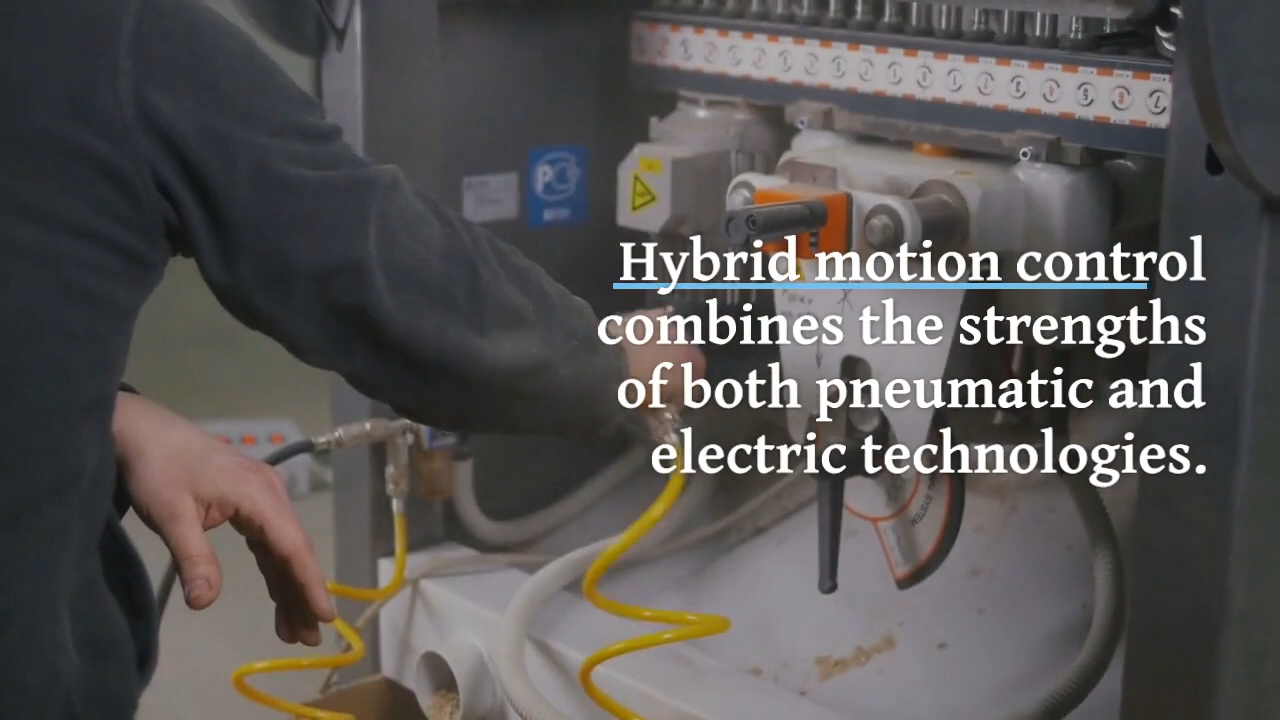 Hybrid motion control
combines the strengths
of both pneumatic and
electric technologies.